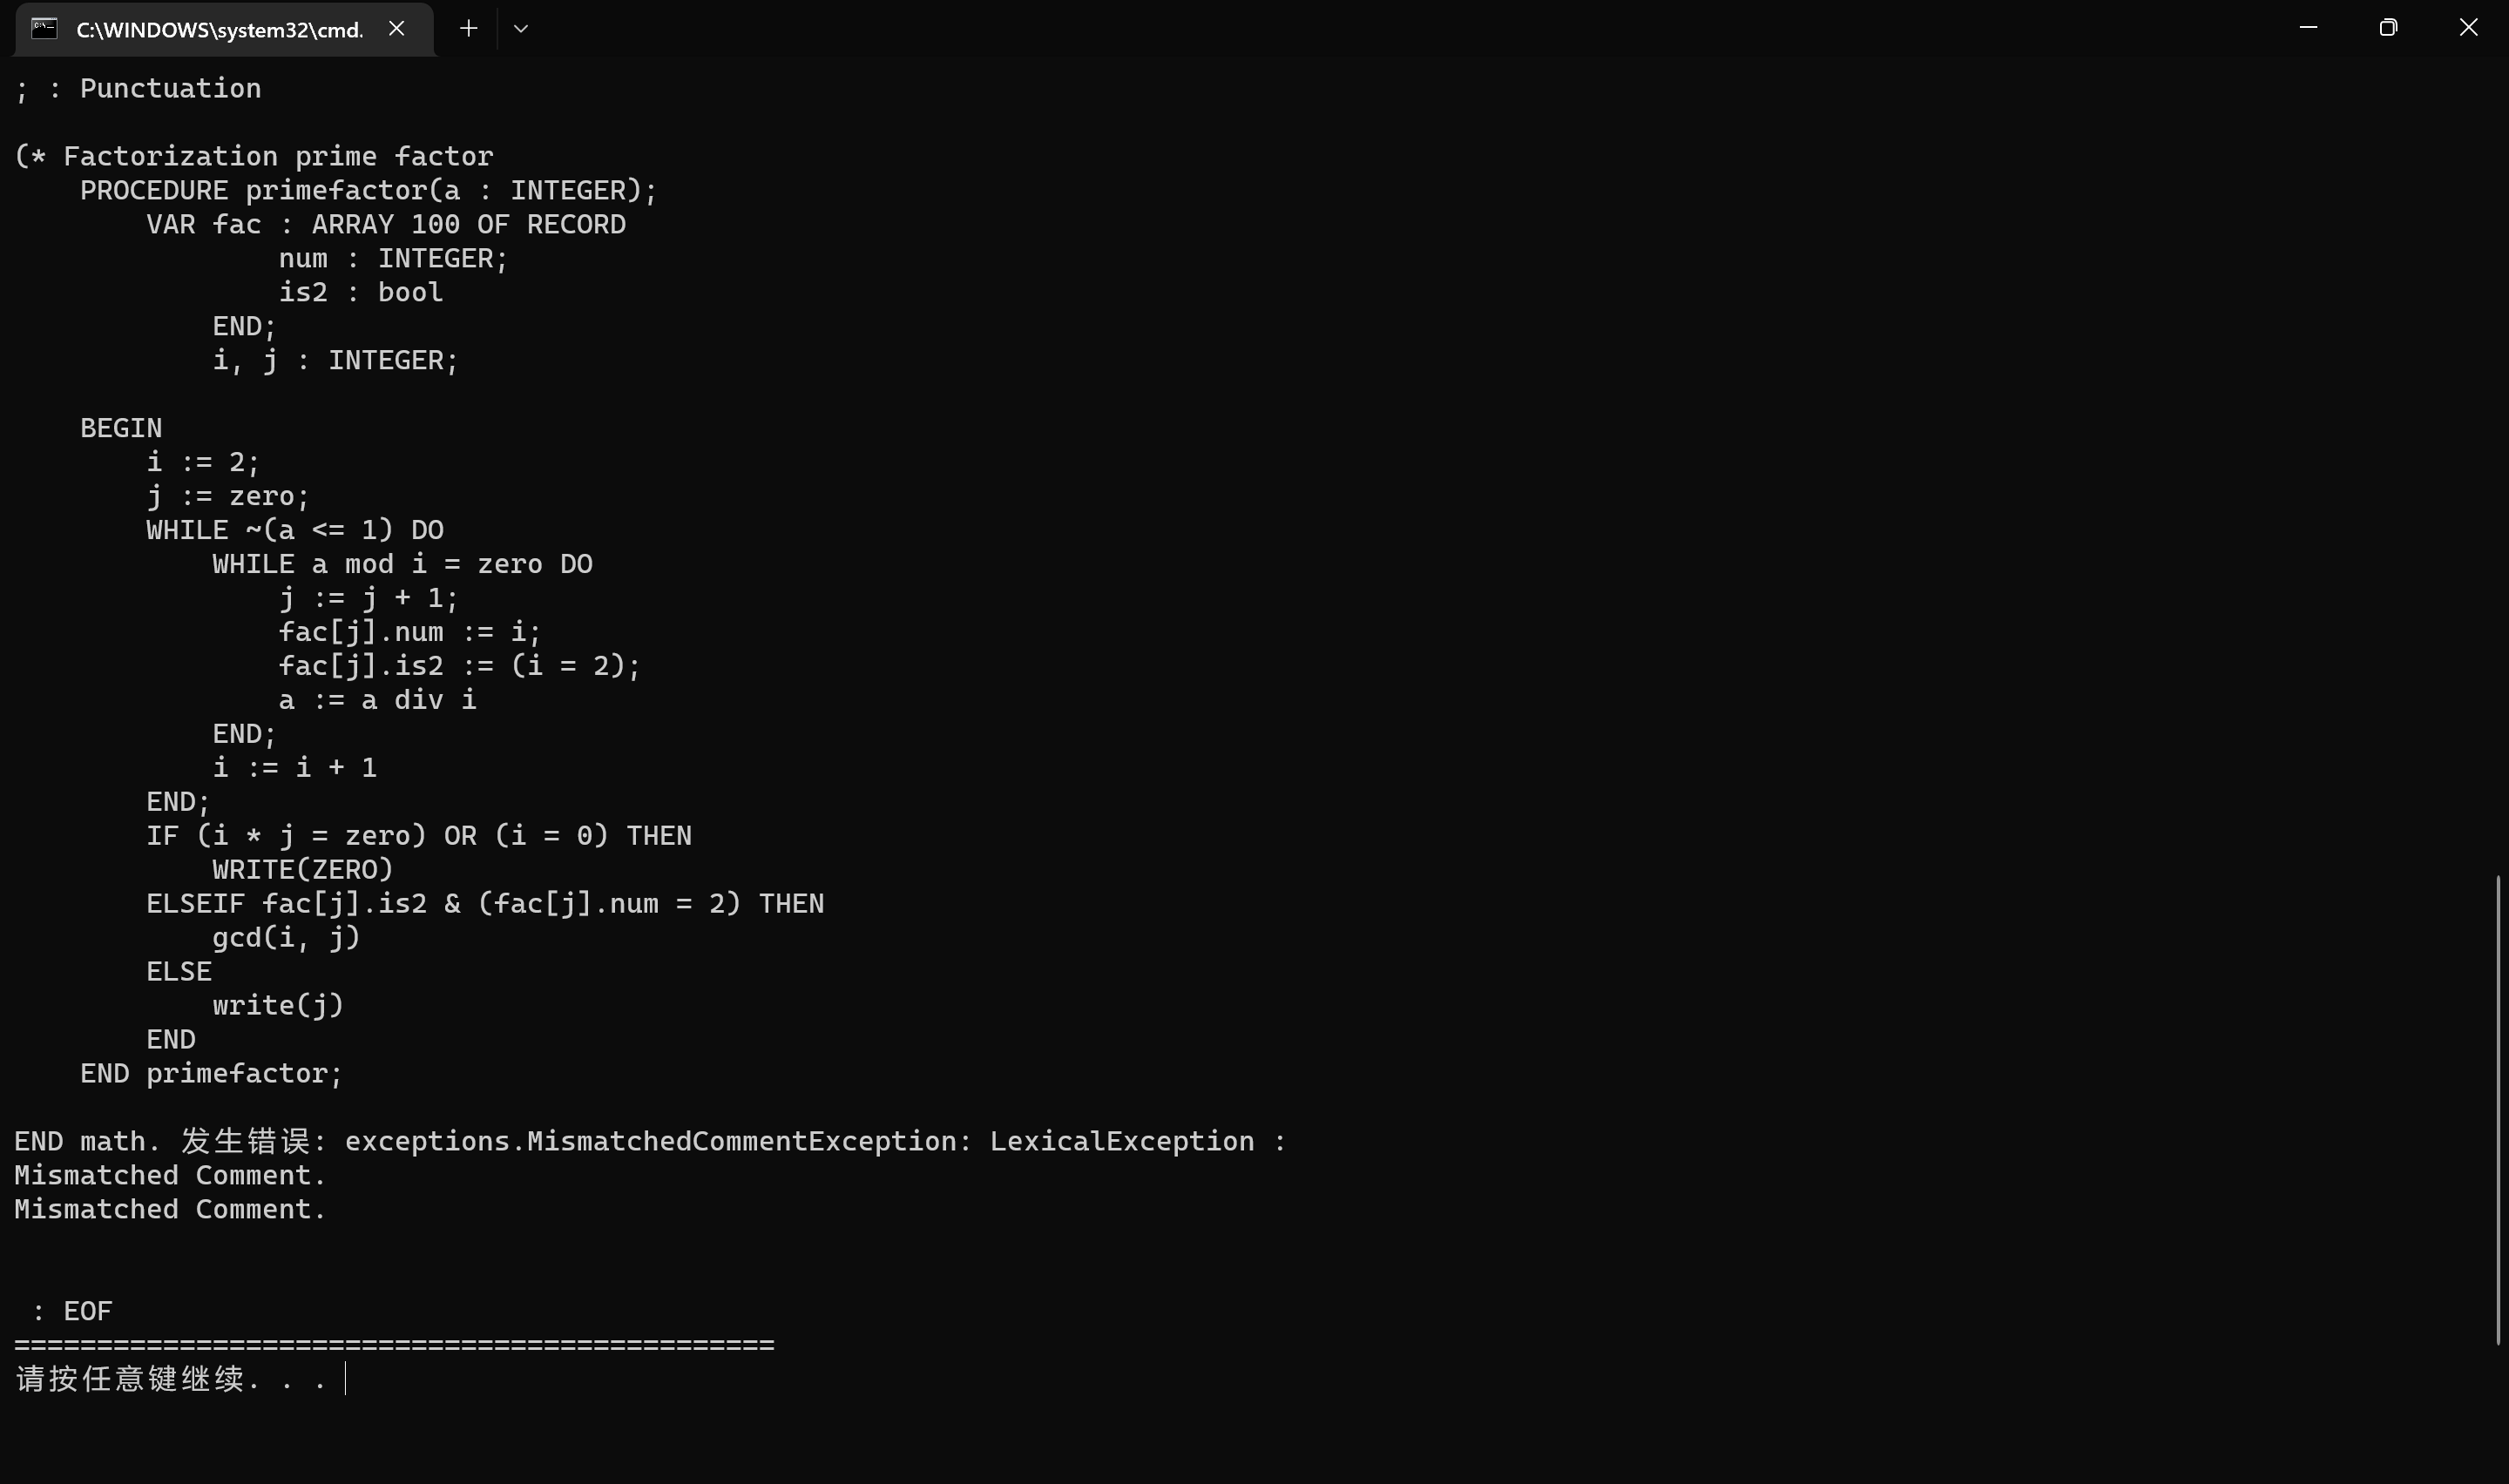 C:\WINDOWS\system32\cmd.
; : Punctuation
(* Factorization prime factor
    PROCEDURE primefactor(a : INTEGER);
        VAR fac : ARRAY 100 OF RECORD
                num : INTEGER;
                is2 : bool
            END;
            i, j : INTEGER;
    BEGIN
        i := 2;
        j := zero;
        WHILE ~(a <= 1) DO
            WHILE a mod i = zero DO
                j := j + 1;
                fac[j].num := i;
                fac[j].is2 := (i = 2);
                a := a div i
            END;
            i := i + 1
        END;
        IF (i * j = zero) OR (i = 0) THEN
            WRITE(ZERO)
        ELSEIF fac[j].is2 & (fac[j].num = 2) THEN
            gcd(i, j)
        ELSE
            write(j)
        END
    END primefactor;
END math. 发生错误: exceptions.MismatchedCommentException: LexicalException :
Mismatched Comment.
Mismatched Comment.
 : EOF
==============================================
请按任意键继续. . .